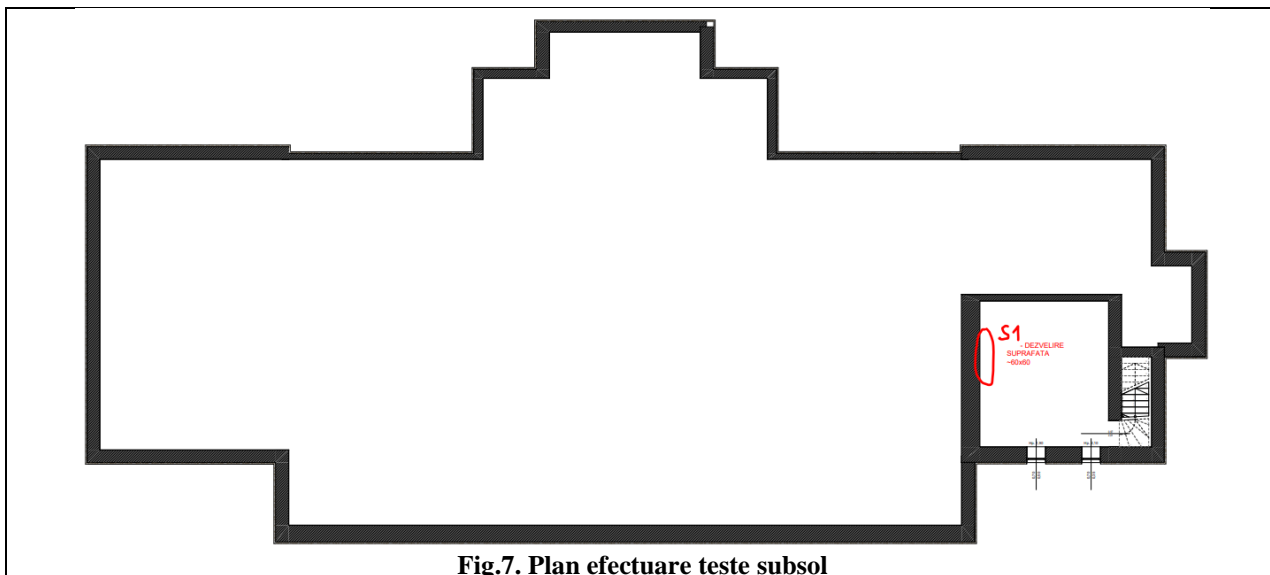 S1
- DEZVELIRE
SUPRAFATA
~60x60
Fig.7. Plan efectuare teste subsol